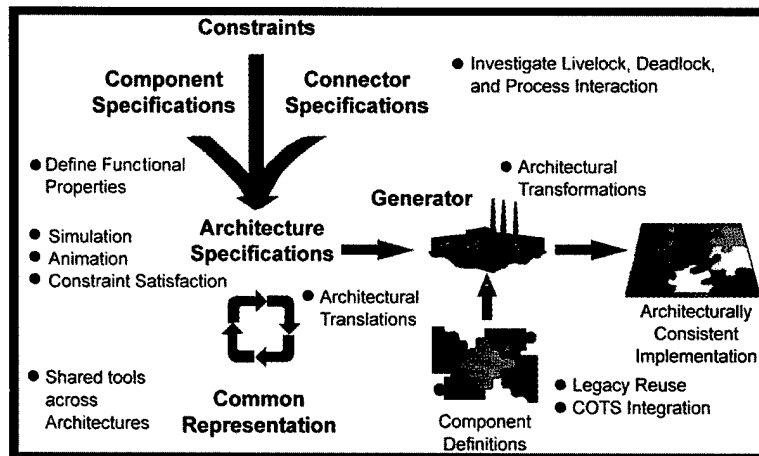 Constraints
Component
Specifications
Connector
Specifications
● Investigate Livelock, Deadlock,
and Process Interaction
● Define Functional
Properties
● Simulation
● Animation
● Constraint Satisfaction
Architecture
Specifications
Generator
● Architectural
Transformations
● Architectural
Translations
Architecturally
Consistent
Implementation
● Shared tools
across
Architectures
Common
Representation
Component
Definitions
● Legacy Reuse
● COTS Integration